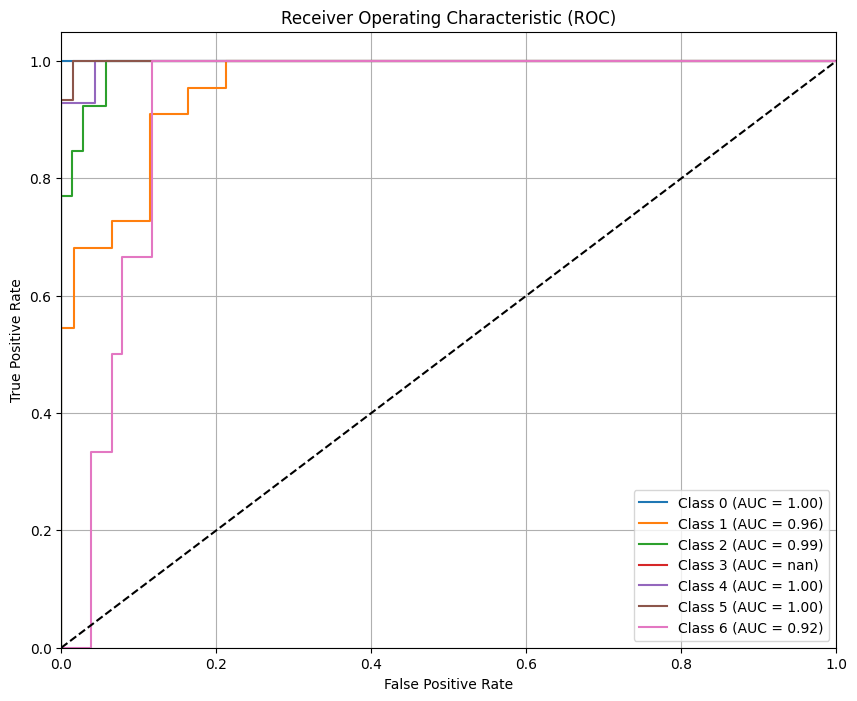 Receiver Operating Characteristic (ROC)
True Positive Rate
1.0
0.8
0.6
0.4
0.2
0.0
0.0 0.2 0.4 0.6 0.8 1.0
False Positive Rate
Class 0 (AUC = 1.00)
Class 1 (AUC = 0.96)
Class 2 (AUC = 0.99)
Class 3 (AUC = nan)
Class 4 (AUC = 1.00)
Class 5 (AUC = 1.00)
Class 6 (AUC = 0.92)